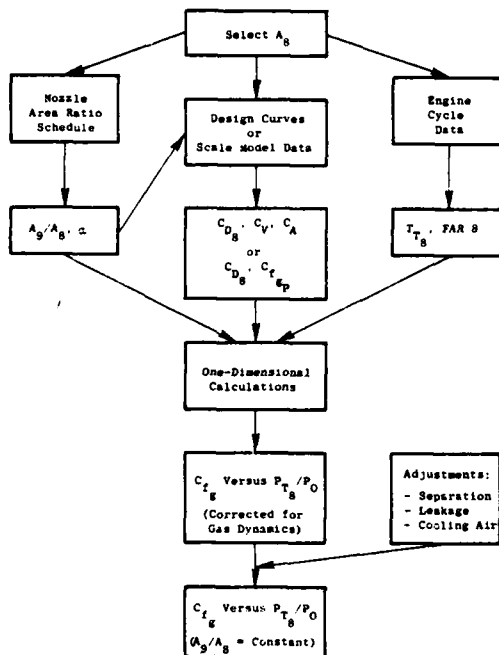 Select A8
Nozzle
Area Ratio
Schedule
Design Curves
or
Scale Model Data
Engine
Cycle
Data
A9/A8, α
CD8, CV, CA
or
CD8, Cfgp
TT8, FAR 8
One-Dimensional
Calculations
Cfg Versus PT8/PO
(Corrected for
Gas Dynamics)
Adjustments:
- Separation
- Leakage
- Cooling Air
Cfg Versus PT8/PO
(A9/A8 = Constant)